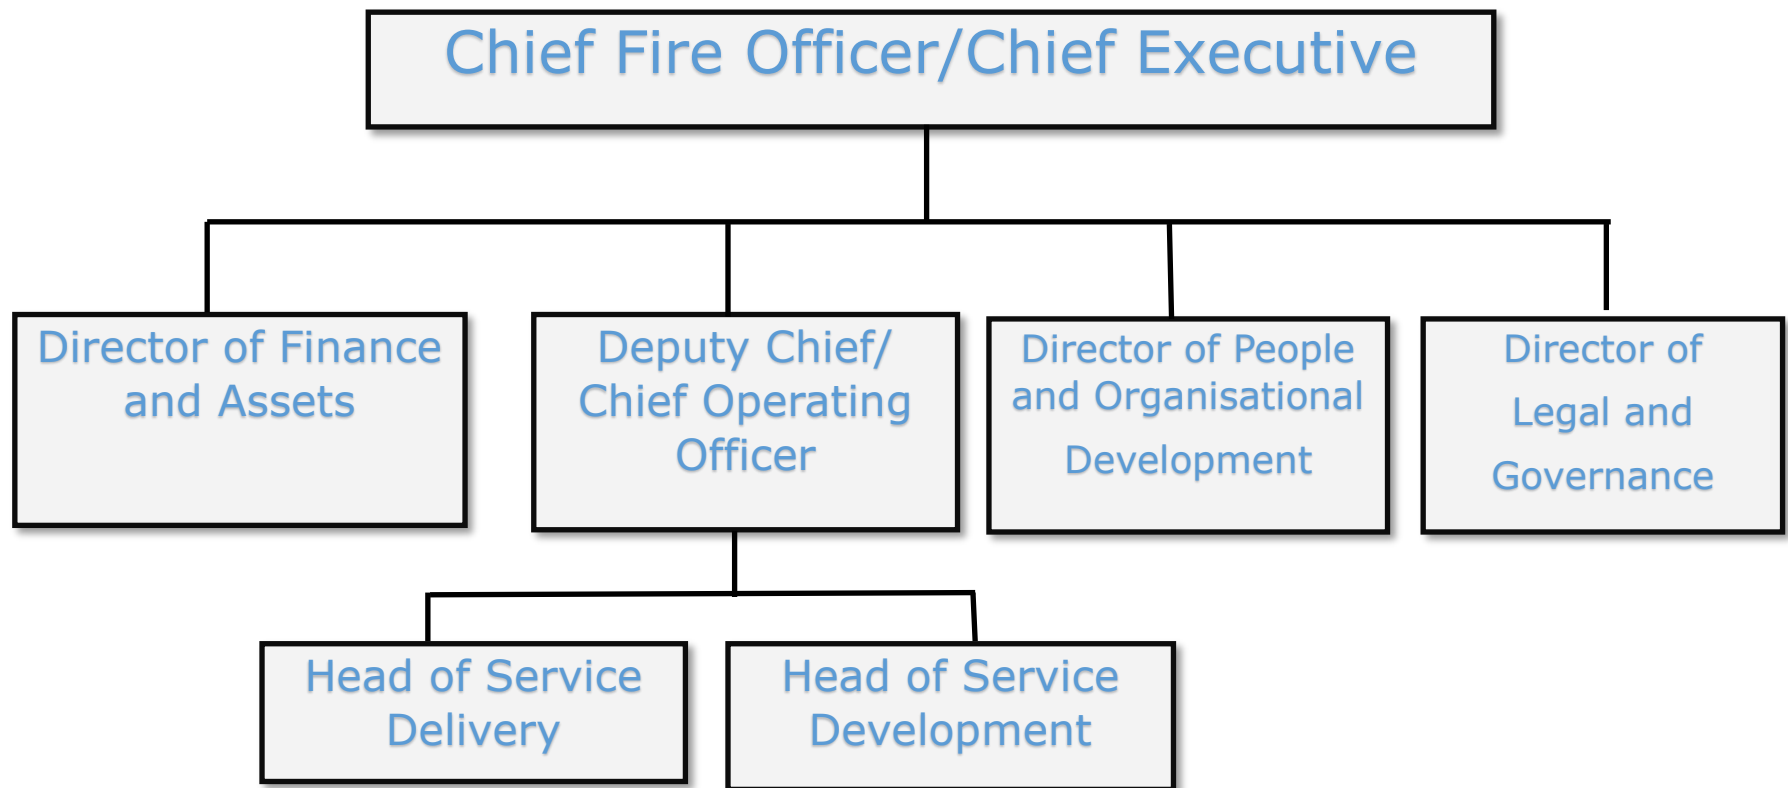 Chief Fire Officer/Chief Executive
Director of Finance
and Assets
Deputy Chief/
Chief Operating
Officer
Director of People
and Organisational
Development
Director of
Legal and
Governance
Head of Service
Delivery
Head of Service
Development